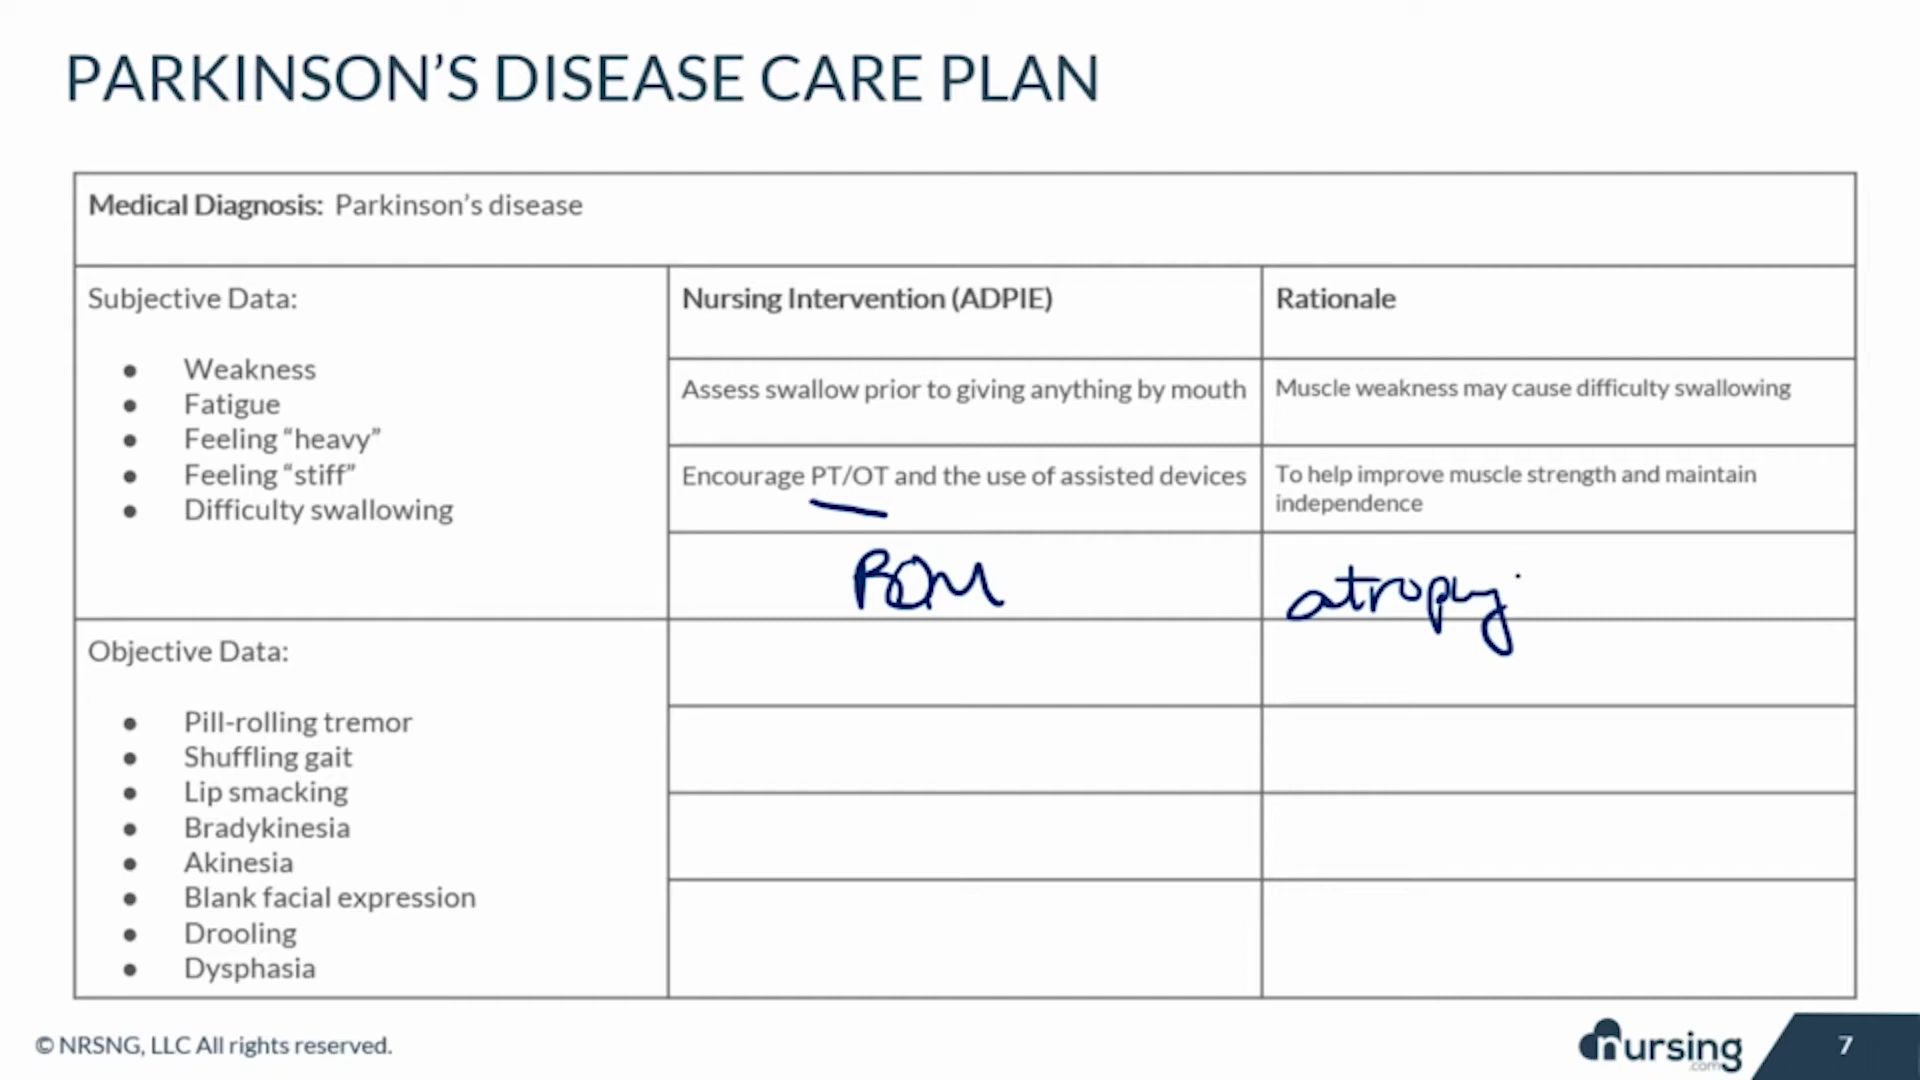 PARKINSON'S DISEASE CARE PLAN
Medical Diagnosis: Parkinson's disease
Subjective Data:
● Weakness
● Fatigue
● Feeling “heavy”
● Feeling “stiff”
● Difficulty swallowing
Nursing Intervention (ADPIE)
Rationale
Assess swallow prior to giving anything by mouth
Muscle weakness may cause difficulty swallowing
Encourage PT/OT and the use of assisted devices
To help improve muscle strength and maintain
independence
ROM
atrophy
Objective Data:
● Pill-rolling tremor
● Shuffling gait
● Lip smacking
● Bradykinesia
● Akinesia
● Blank facial expression
● Drooling
● Dysphasia
© NRSNG, LLC All rights reserved.
nursing
.com
7